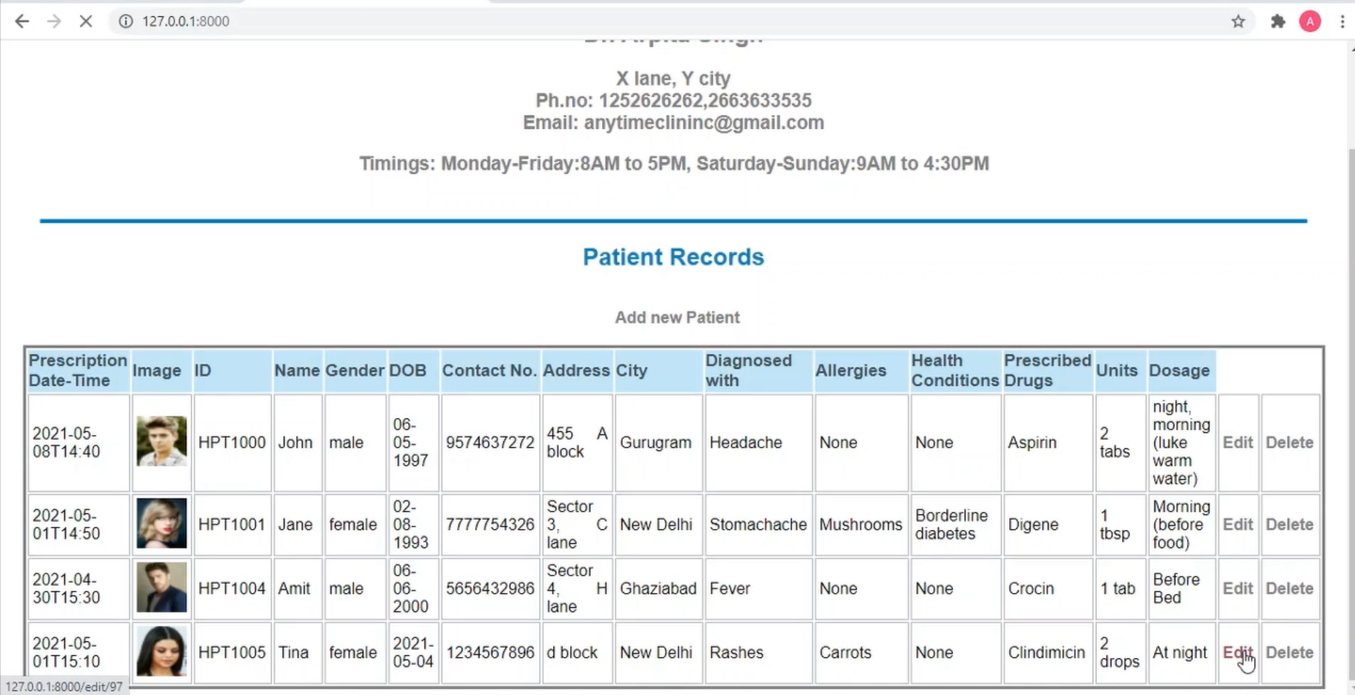 127.0.0.1:8000
A
X lane, Y city
Ph.no: 1252626262,2663633535
Email: anytimeclininc@gmail.com
Timings: Monday-Friday:8AM to 5PM, Saturday-Sunday:9AM to 4:30PM
Patient Records
Add new Patient
Prescription Date-Time Image ID Name Gender DOB Contact No. Address City Diagnosed with Allergies Health Conditions Prescribed Drugs Units Dosage
2021-05-08T14:40 HPT1000 John male 06-05-1997 9574637272 455 A block Gurugram Headache None None Aspirin 2 tabs night, morning (luke warm water) Edit Delete
2021-05-01T14:50 HPT1001 Jane female 02-08-1993 7777754326 Sector 3, C lane New Delhi Stomachache Mushrooms Borderline diabetes Digene 1 tbsp Morning (before food) Edit Delete
2021-04-30T15:30 HPT1004 Amit male 06-06-2000 5656432986 Sector 4, H lane Ghaziabad Fever None None Crocin 1 tab Before Bed Edit Delete
2021-05-01T15:10 HPT1005 Tina female 2021-05-04 1234567896 d block New Delhi Rashes Carrots None Clindimicin 2 drops At night Edit Delete
127.0.0.1:8000/edit/97